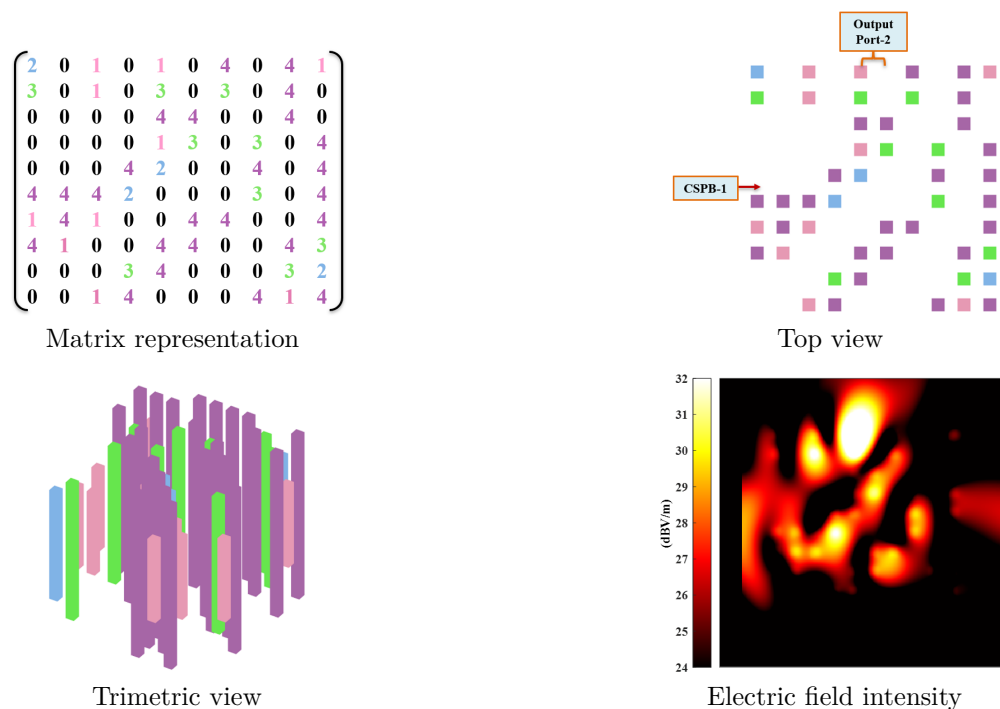 2 0 1 0 1 0 4 0 4 1
3 0 1 0 3 0 3 0 4 0
0 0 0 0 4 4 0 0 4 0
0 0 0 0 1 3 0 3 0 4
0 0 0 4 2 0 0 4 0 4
4 4 4 2 0 0 0 3 0 4
1 4 1 0 0 4 4 0 0 4
4 1 0 0 4 4 0 0 4 3
0 0 0 3 4 0 0 0 3 2
0 0 1 4 0 0 0 4 1 4
Matrix representation
Output
Port-2
CSPB-1
Top view
Trimetric view
32
31
30
29
28
27
26
25
24
(dBV/m)
Electric field intensity